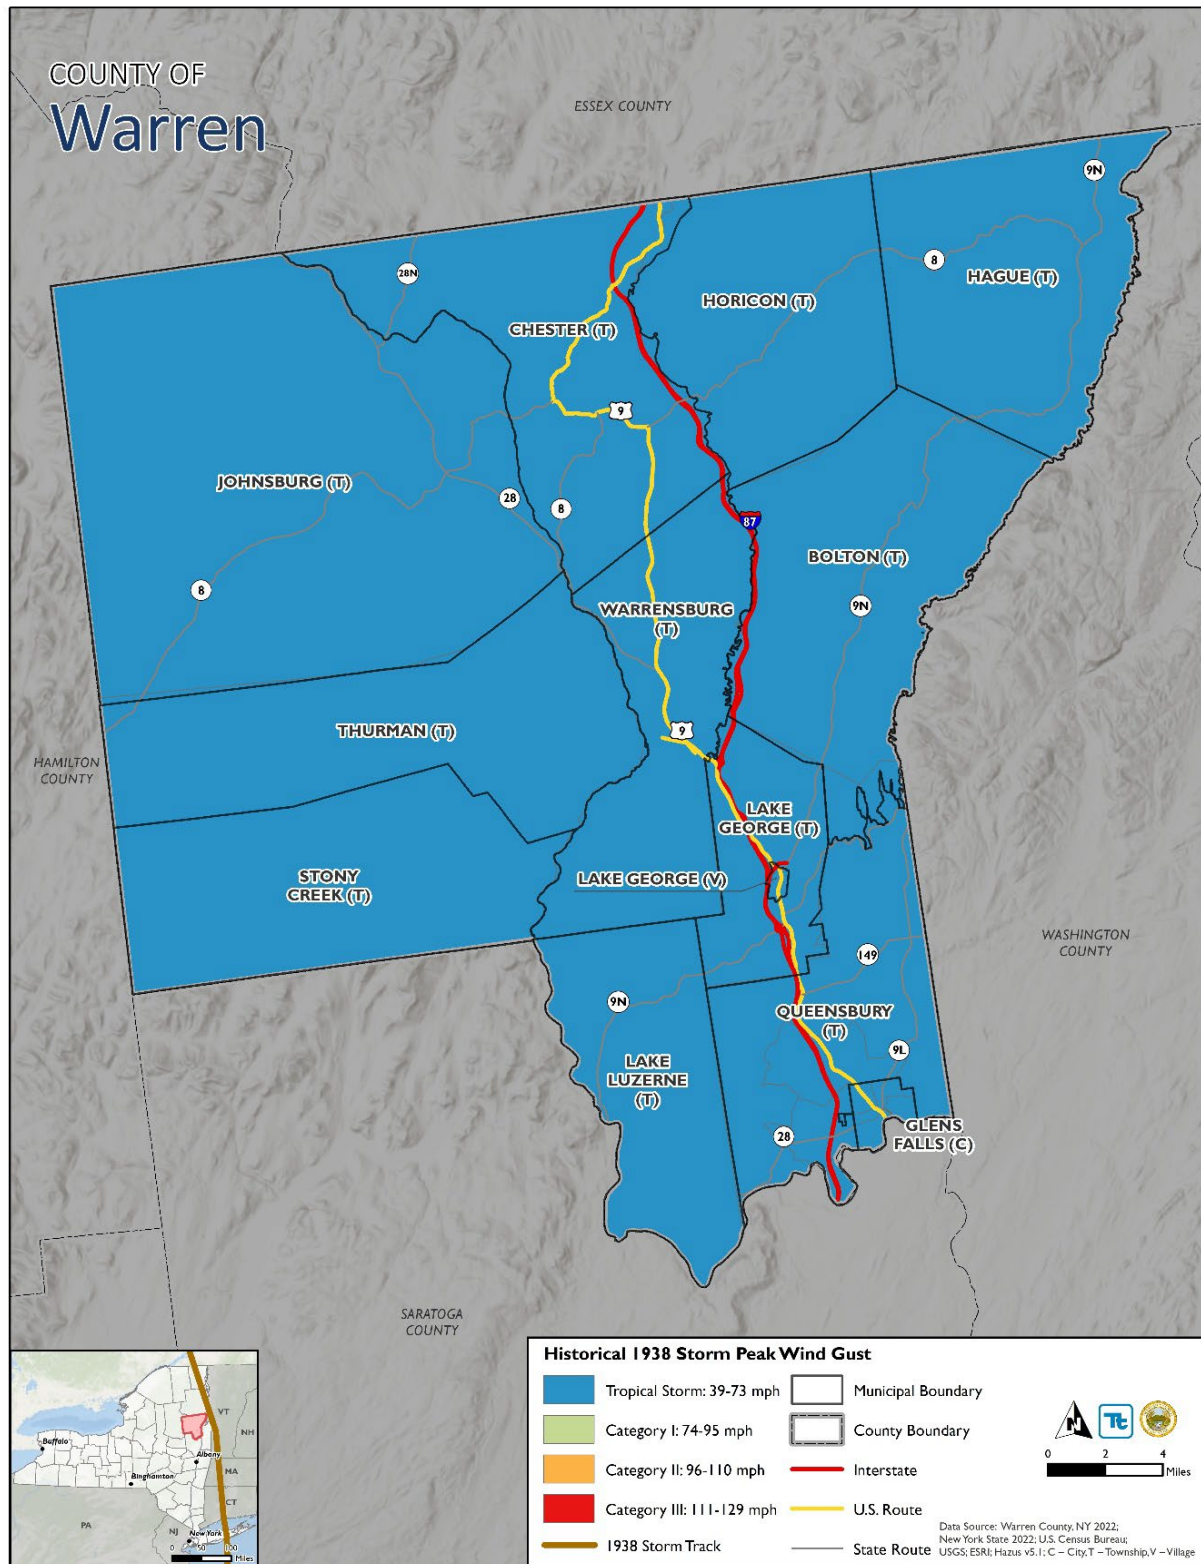 COUNTY OF
Warren
ESSEX COUNTY
9N
8
28N
HAGUE (T)
HORICON (T)
CHESTER (T)
9
JOHNSBURG (T)
28
8
87
BOLTON (T)
8
9N
WARRENSBURG
(T)
THURMAN (T)
9
HAMILTON
COUNTY
LAKE
GEORGE (T)
STONY
CREEK (T)
LAKE GEORGE (V)
WASHINGTON
COUNTY
149
9N
QUEENSBURY
(T)
9L
LAKE
LUZERNE
(T)
GLENS
FALLS (C)
28
SARATOGA
COUNTY
Historical 1938 Storm Peak Wind Gust
Tropical Storm: 39-73 mph
Category I: 74-95 mph
Category II: 96-110 mph
Category III: 111-129 mph
1938 Storm Track
Municipal Boundary
County Boundary
Interstate
U.S. Route
State Route
N
Tt
0 2 4
Miles
Data Source: Warren County, NY 2022;
New York State 2022; U.S. Census Bureau;
USGS; ESRI; Hazus v5.1; C – City, T – Township, V – Village
VT
NH
Buffalo
Albany
Binghamton
MA
CT
PA
NJ
New York
0 50 100
Miles